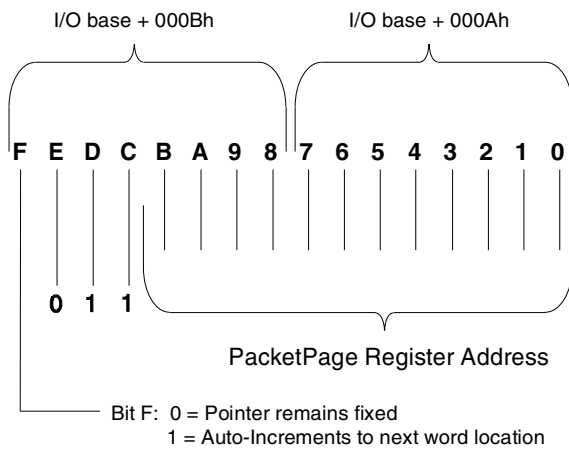 I/O base + 000Bh I/O base + 000Ah
F E D C B A 9 8 7 6 5 4 3 2 1 0
0 1 1
PacketPage Register Address
Bit F: 0 = Pointer remains fixed
1 = Auto-Increments to next word location